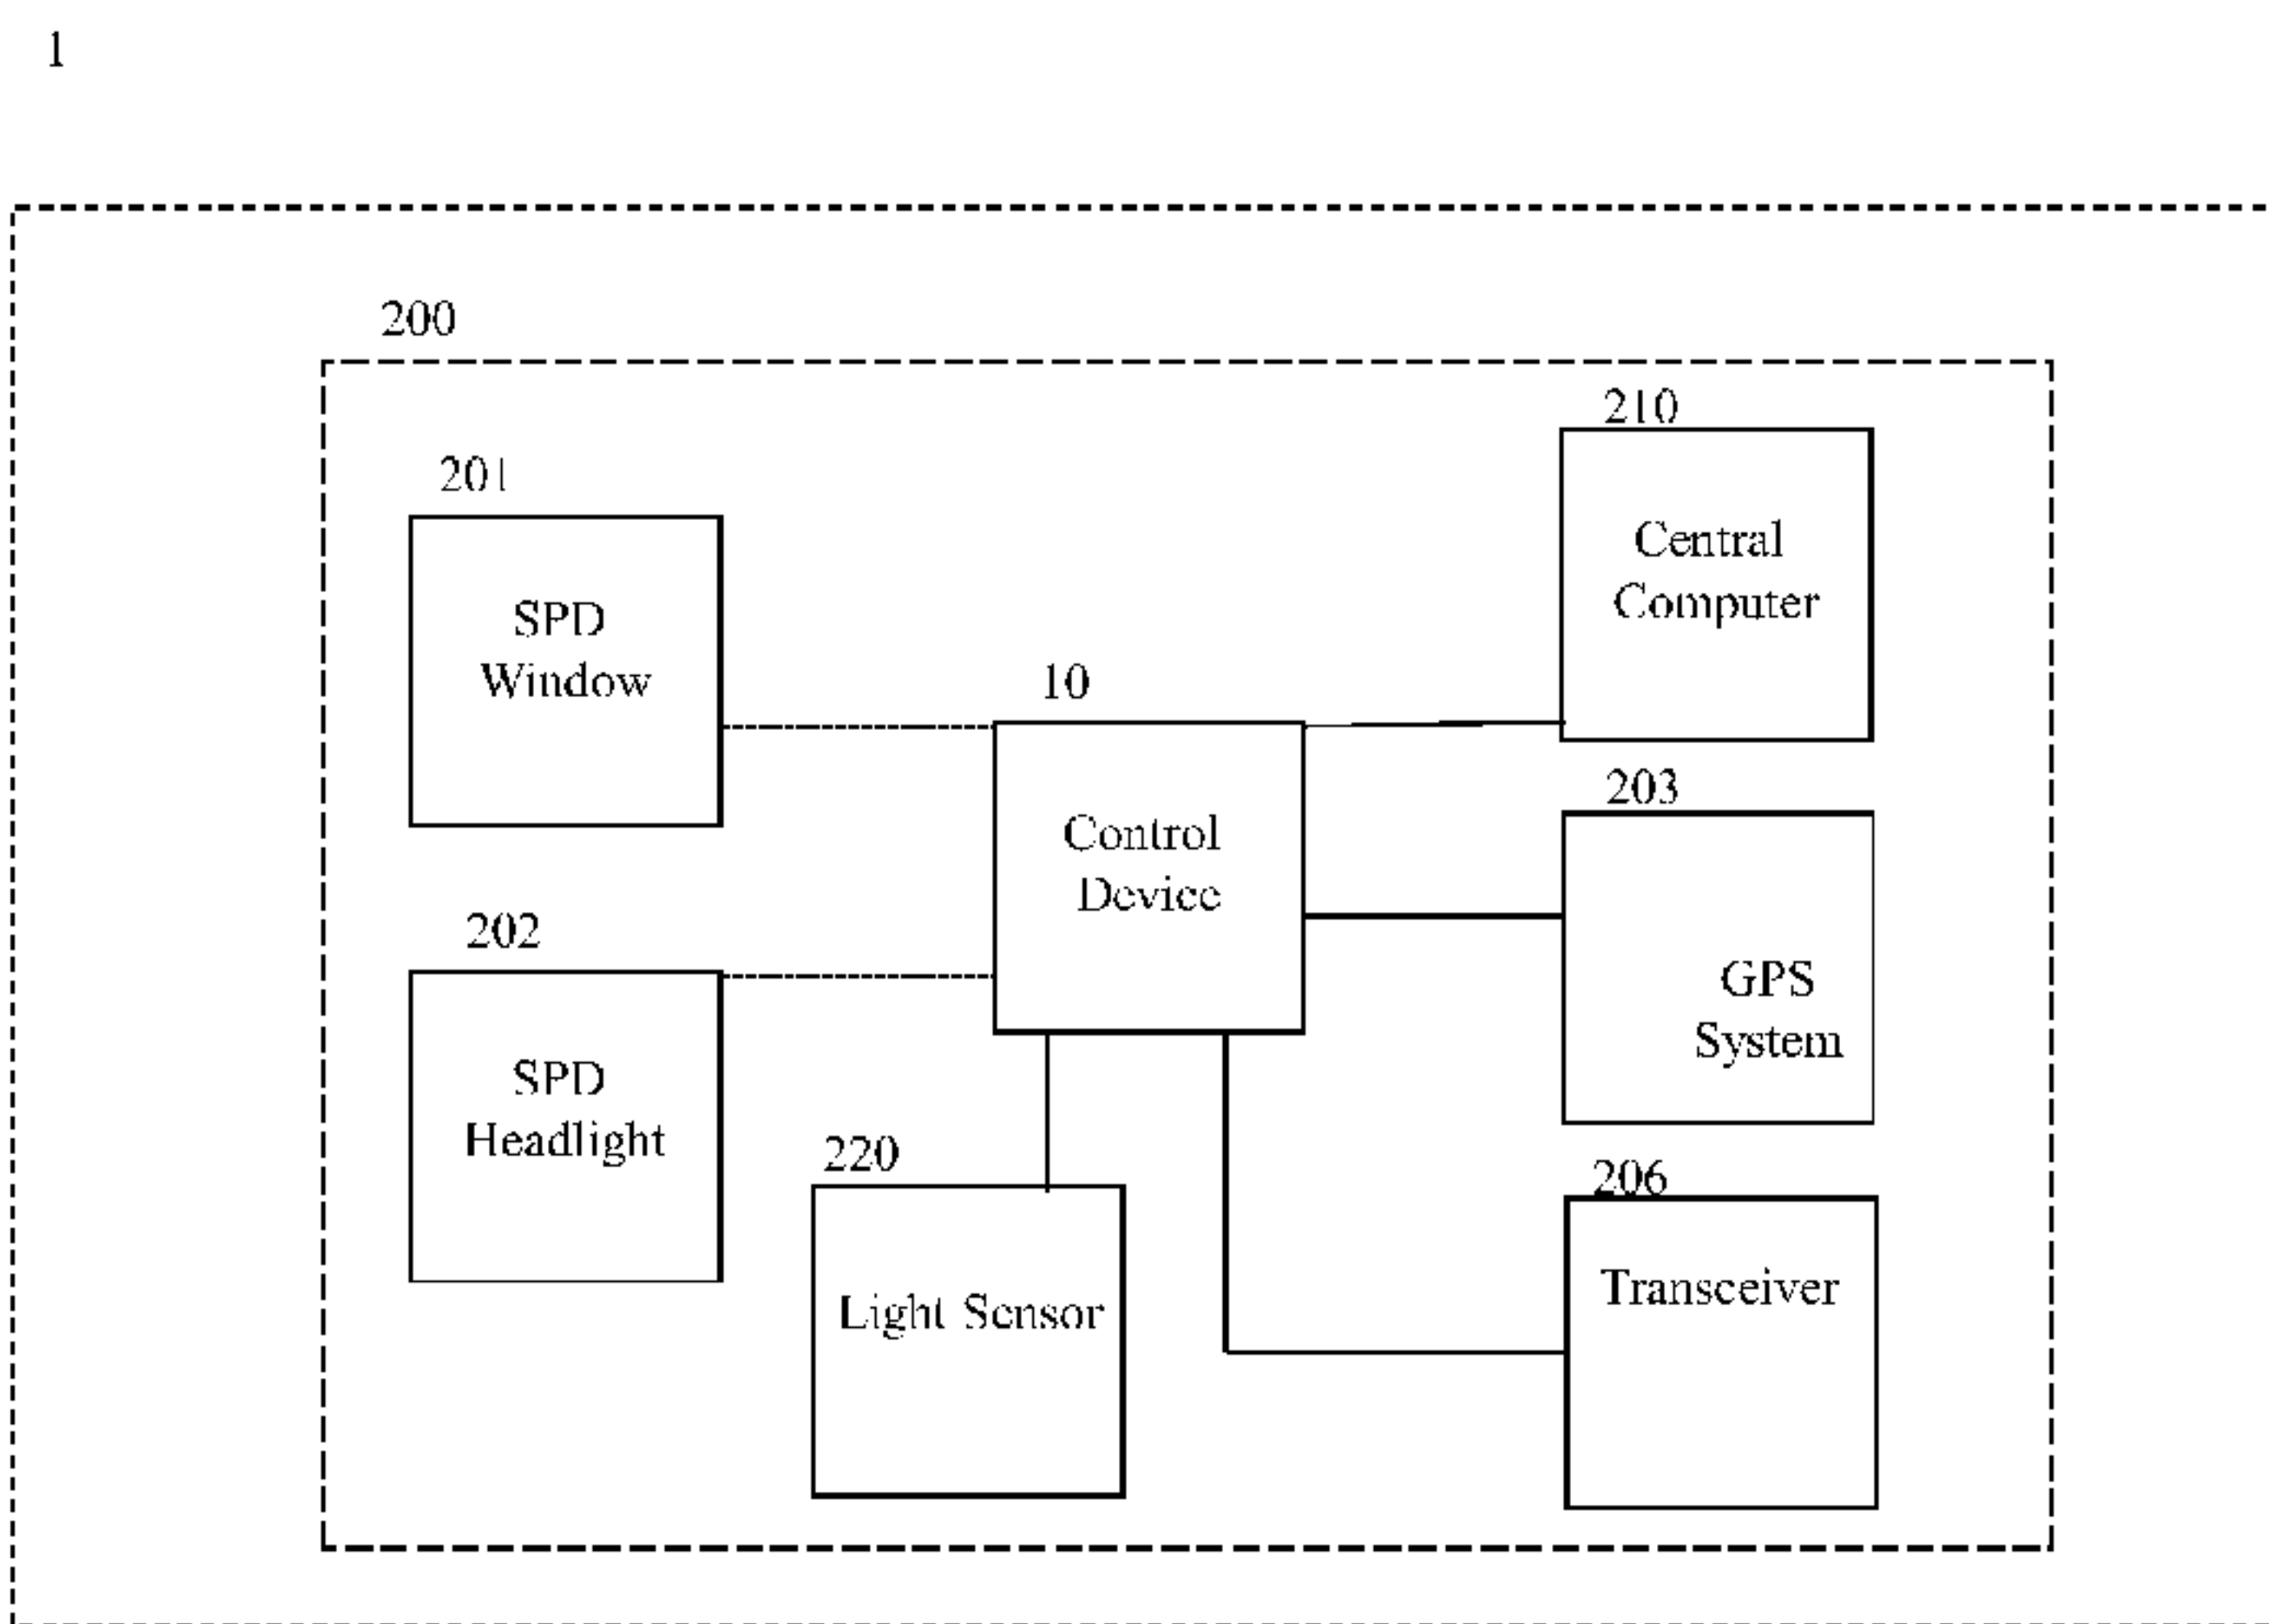 1
200
210
201
Central
Computer
SPD
Window
10
203
Control
Device
202
GPS
System
SPD
Headlight
220
206
Transceiver
Light Sensor